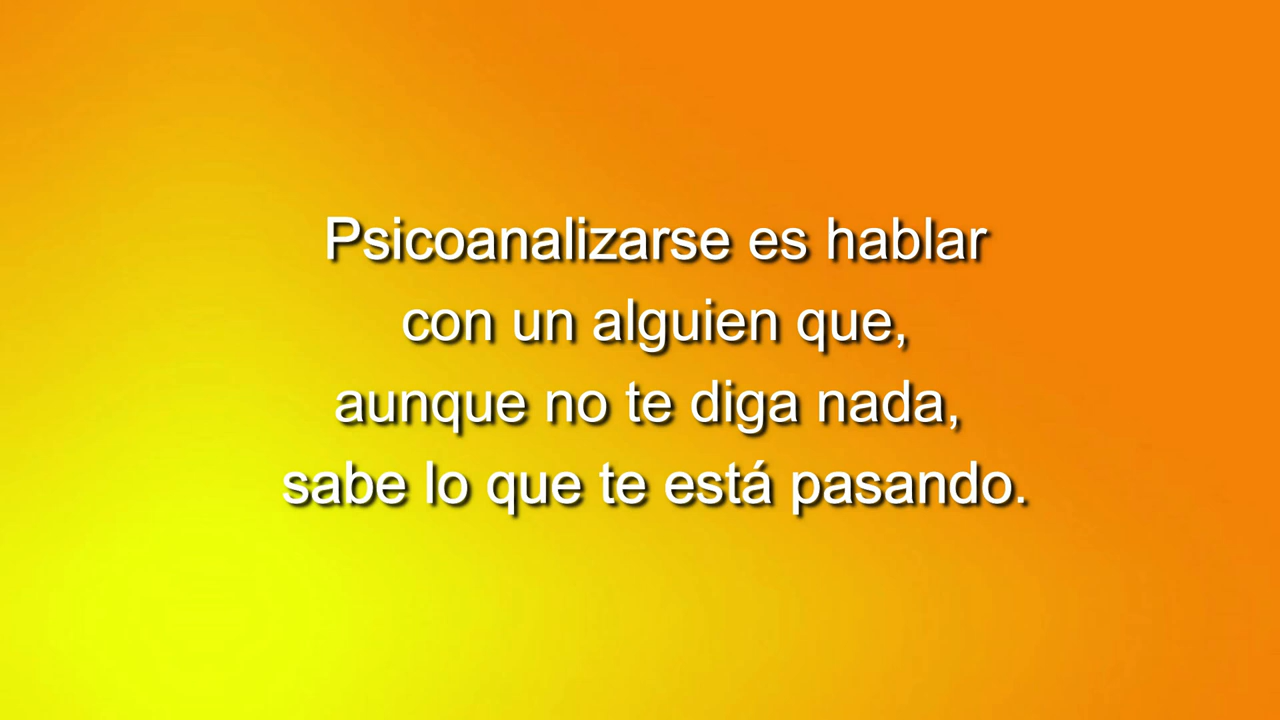 Psicoanalizarse es hablar
con un alguien que,
aunque no te diga nada,
sabe lo que te está pasando.